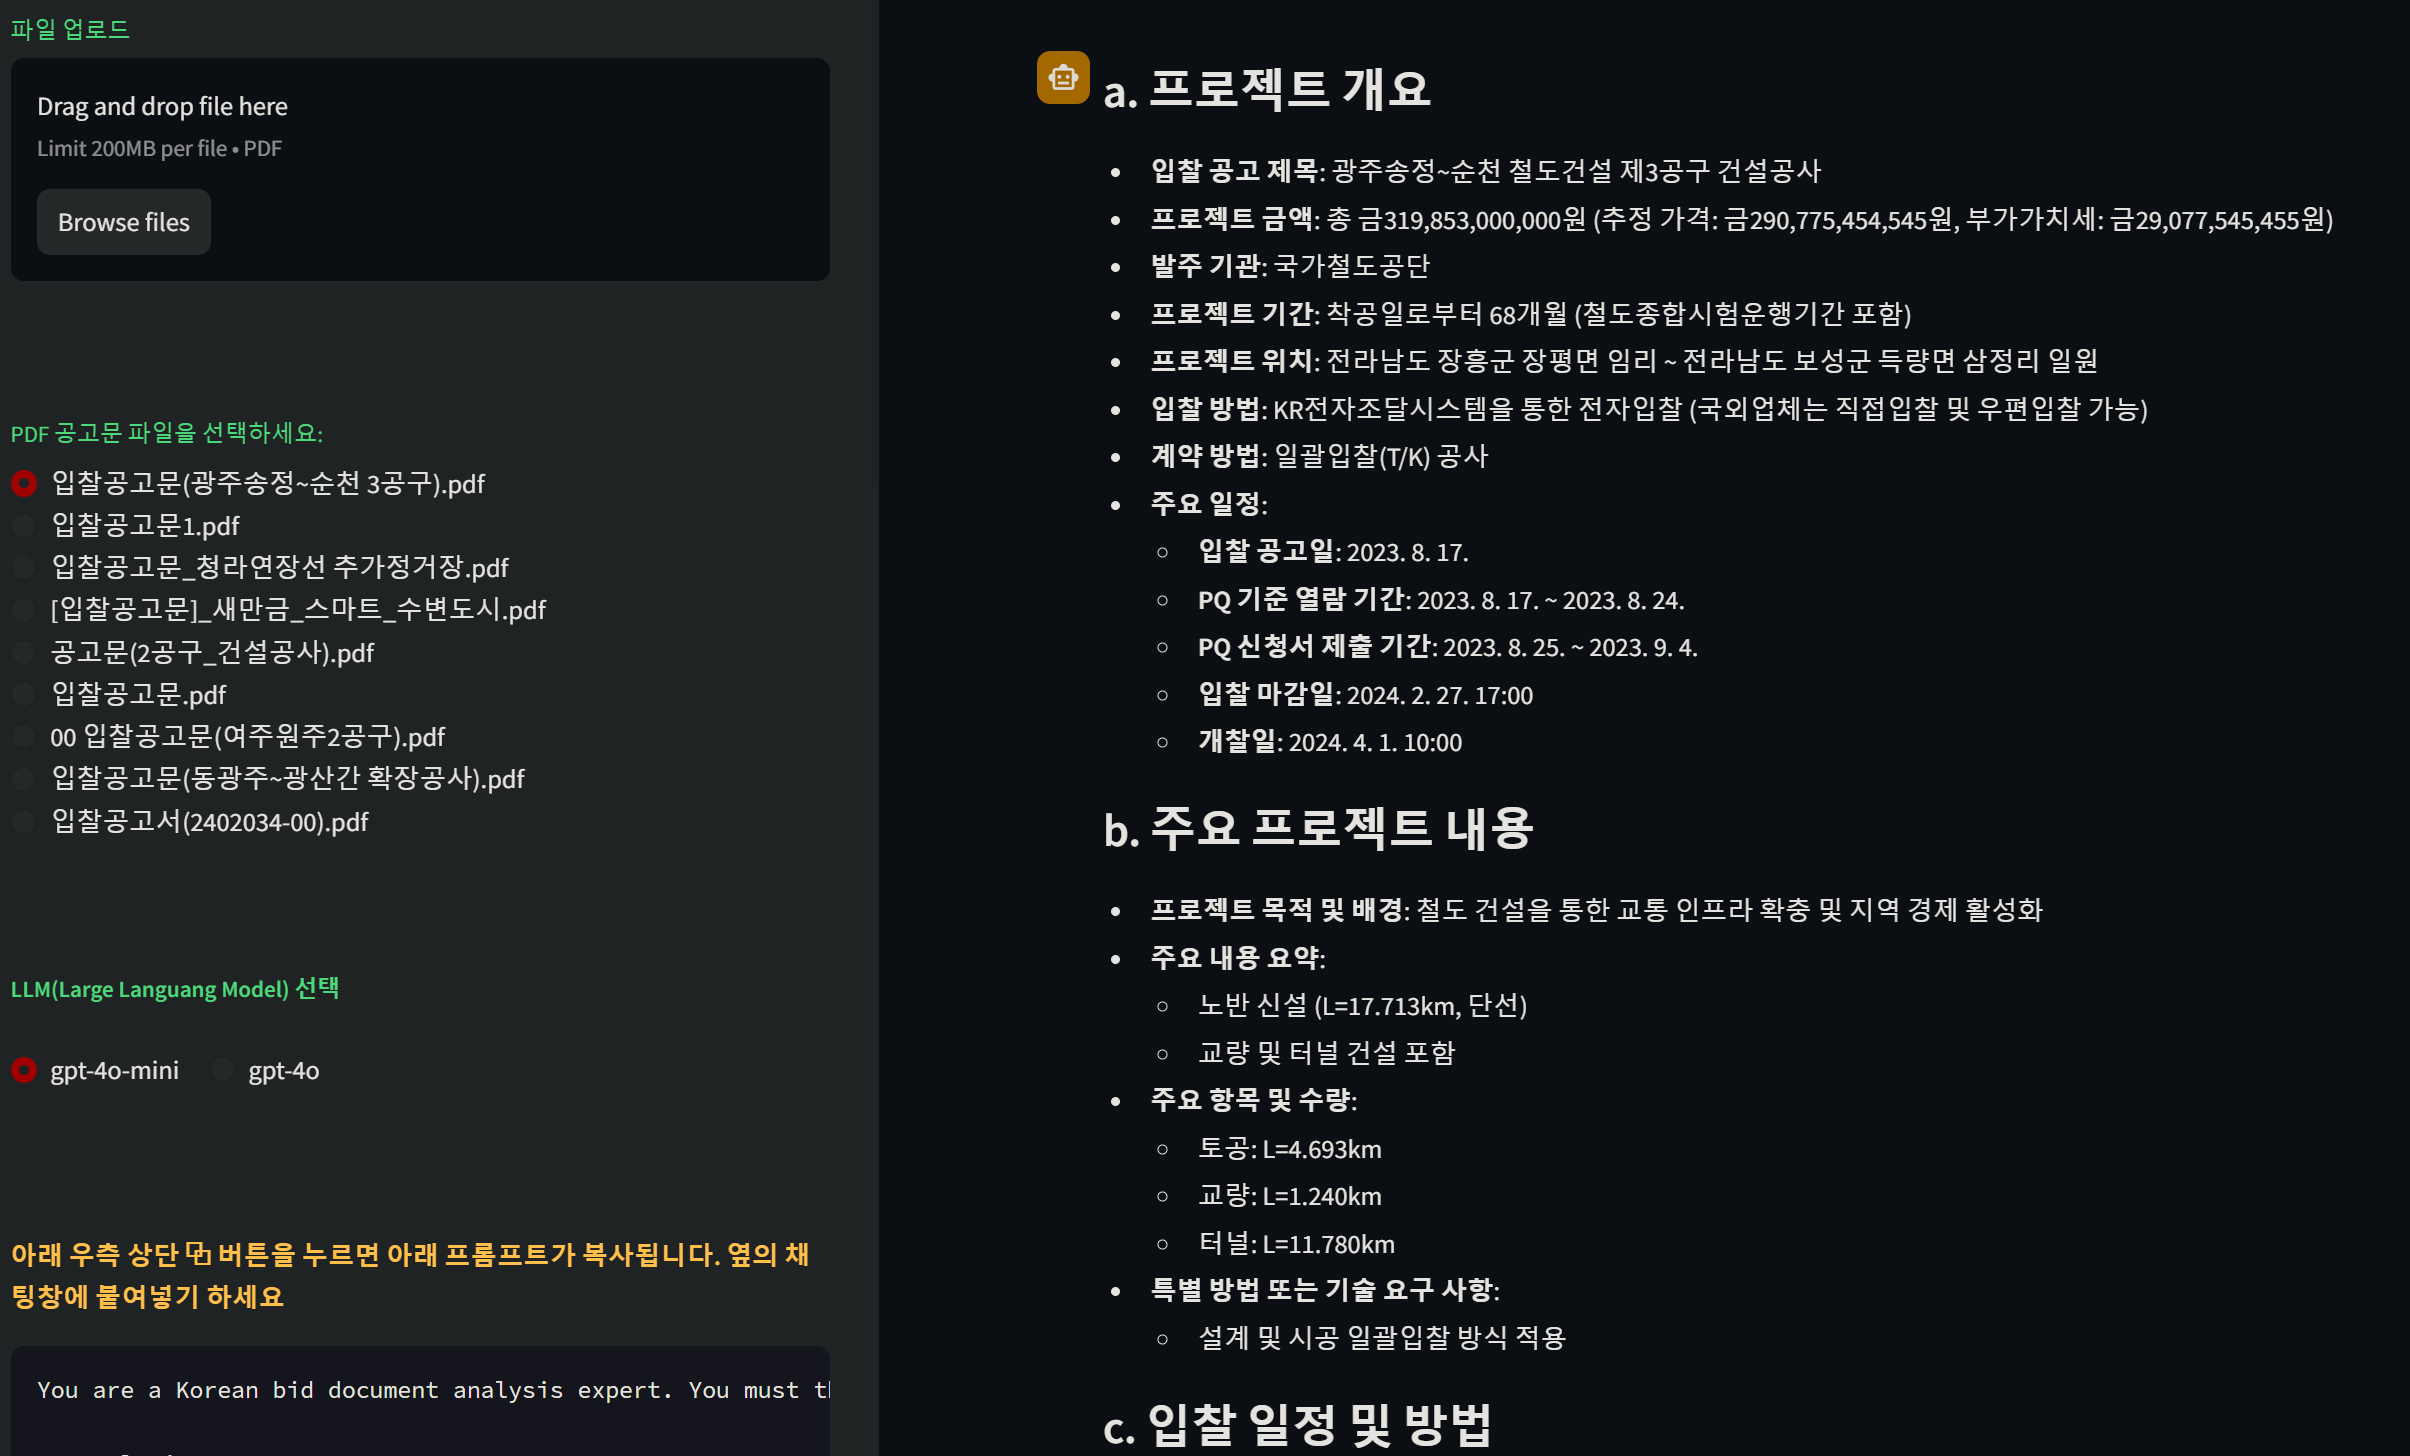 파일 업로드
Drag and drop file here
Limit 200MB per file • PDF
Browse files
PDF 공고문 파일을 선택하세요:
입찰공고문(광주송정~순천 3공구).pdf
입찰공고문1.pdf
입찰공고문_청라연장선 추가정거장.pdf
[입찰공고문]_새만금_스마트_수변도시.pdf
공고문(2공구_건설공사).pdf
입찰공고문.pdf
00 입찰공고문(여주원주2공구).pdf
입찰공고문(동광주~광산간 확장공사).pdf
입찰공고서(2402034-00).pdf
LLM(Large Languang Model) 선택
gpt-4o-mini
gpt-4o
아래 우측 상단 버튼을 누르면 아래 프롬프트가 복사됩니다. 옆의 채
팅창에 붙여넣기 하세요
You are a Korean bid document analysis expert. You must
a. 프로젝트 개요
입찰 공고 제목: 광주송정~순천 철도건설 제3공구 건설공사
프로젝트 금액: 총 금319,853,000,000원 (추정 가격: 금290,775,454,545원, 부가가치세: 금29,077,545,455원)
발주 기관: 국가철도공단
프로젝트 기간: 착공일로부터 68개월 (철도종합시험운행기간 포함)
프로젝트 위치: 전라남도 장흥군 장평면 임리 ~ 전라남도 보성군 득량면 삼정리 일원
입찰 방법: KR전자조달시스템을 통한 전자입찰 (국외업체는 직접입찰 및 우편입찰 가능)
계약 방법: 일괄입찰(T/K) 공사
주요 일정:
입찰 공고일: 2023. 8. 17.
PQ 기준 열람 기간: 2023. 8. 17. ~ 2023. 8. 24.
PQ 신청서 제출 기간: 2023. 8. 25. ~ 2023. 9. 4.
입찰 마감일: 2024. 2. 27. 17:00
개찰일: 2024. 4. 1. 10:00
b. 주요 프로젝트 내용
프로젝트 목적 및 배경: 철도 건설을 통한 교통 인프라 확충 및 지역 경제 활성화
주요 내용 요약:
노반 신설 (L=17.713km, 단선)
교량 및 터널 건설 포함
주요 항목 및 수량:
토공: L=4.693km
교량: L=1.240km
터널: L=11.780km
특별 방법 또는 기술 요구 사항:
설계 및 시공 일괄입찰 방식 적용
c. 입찰 일정 및 방법